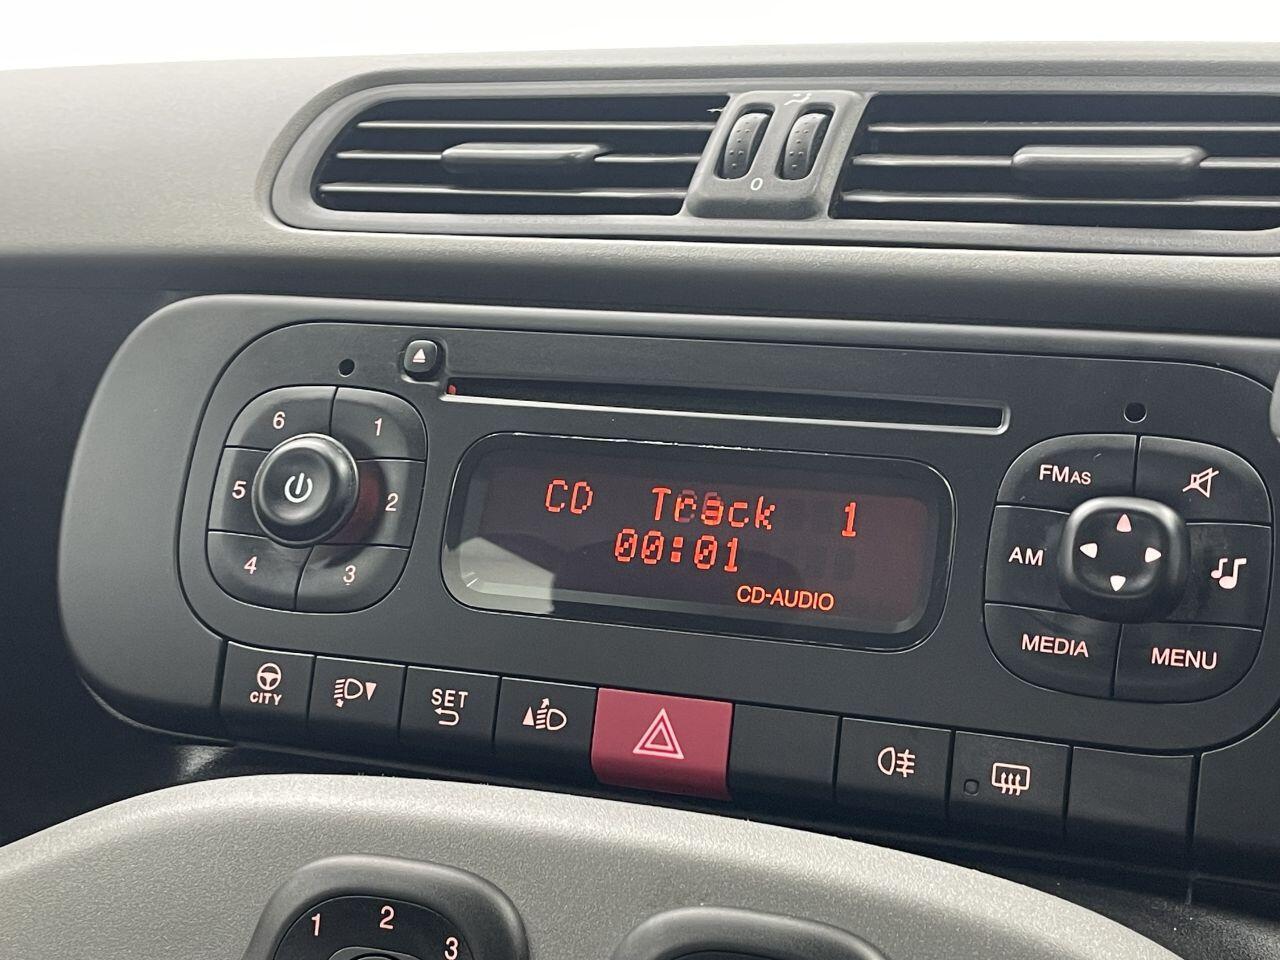 0
6
1
5
2
4
3
FMAS
AM
MEDIA
MENU
CD Track 1
00:01
CD-AUDIO
CITY
SET
1
2
3